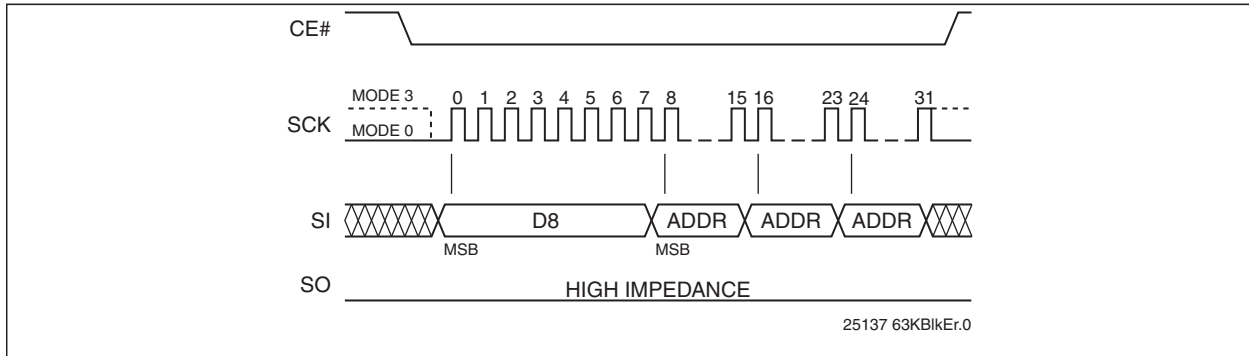 CE#
MODE 3
0 1 2 3 4 5 6 7 8 15 16 23 24 31
SCK
MODE 0
SI
D8 ADDR ADDR ADDR
MSB MSB
SO
HIGH IMPEDANCE
25137 63KBlkEr.0